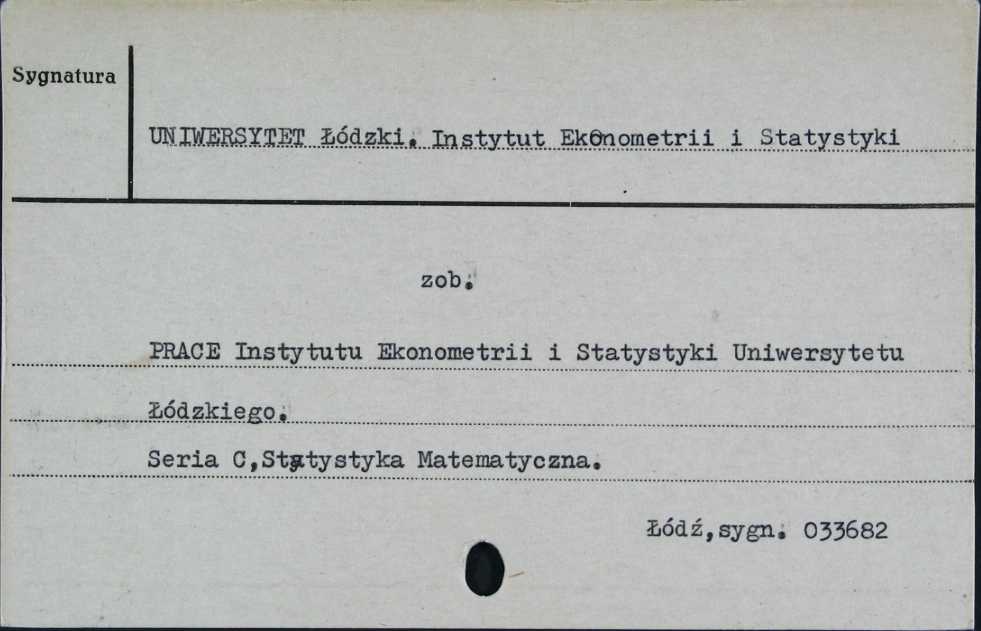 Sygnatura
UNIWERSYTET Łódzki. Instytut Ekonometrii i Statystyki
zob.
PRACE Instytutu Ekonometrii i Statystyki Uniwersytetu
Łódzkiego.
Seria C,Statystyka Matematyczna.
Łódź,sygn. 033682